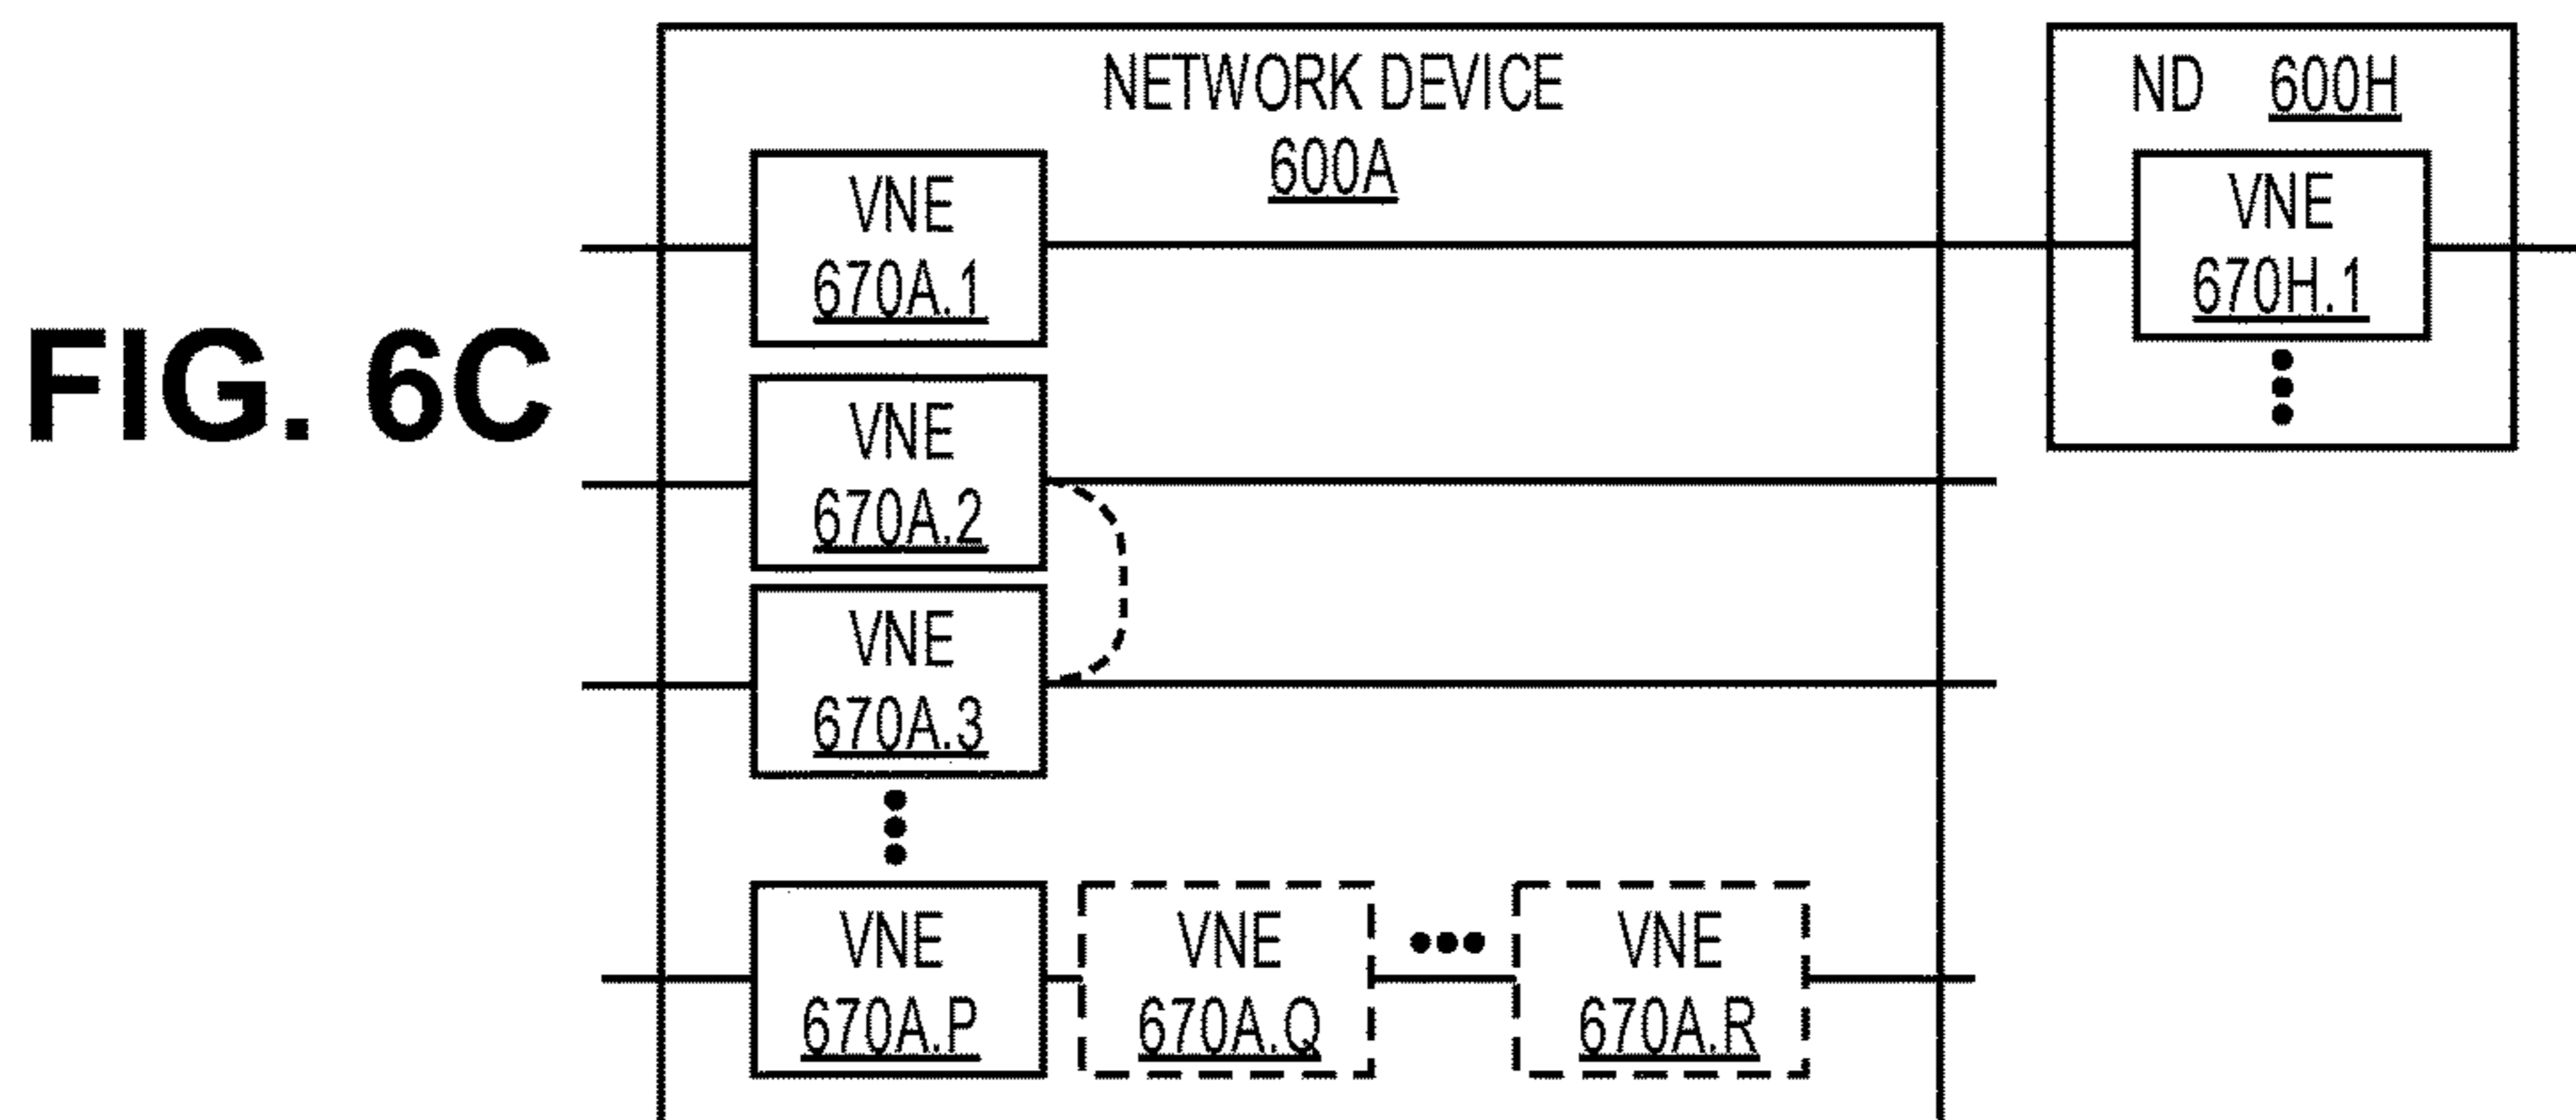 FIG. 6C
NETWORK DEVICE
600A
VNE
670A.1
VNE
670A.2
VNE
670A.3
VNE
670A.P
VNE
670A.Q
VNE
670A.R
ND 600H
VNE
670H.1